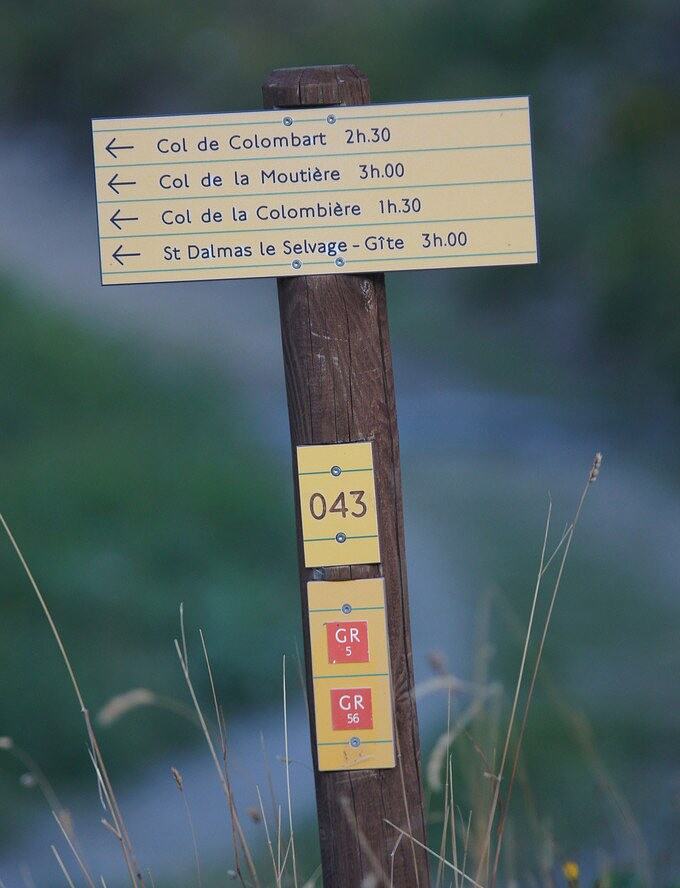 ← Col de Colombart 2h.30
← Col de la Moutière 3h.00
← Col de la Colombière 1h.30
← St Dalmas le Selvage - Gîte 3h.00
043
GR
5
GR
56